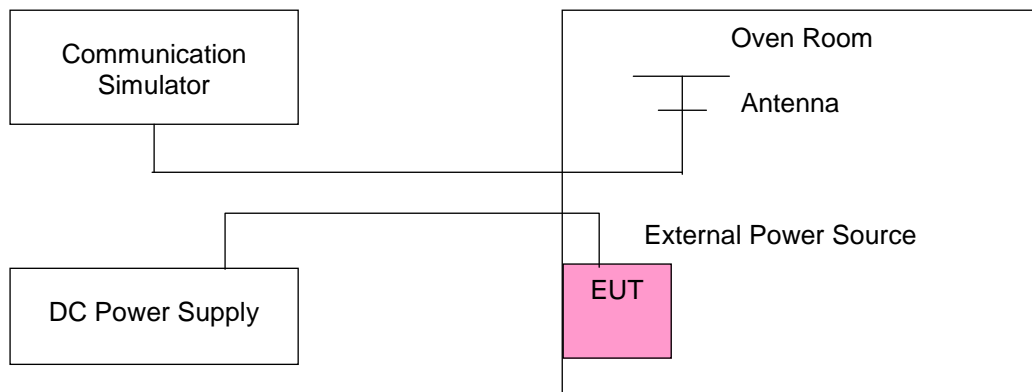 Communication
Simulator
Oven Room
Antenna
External Power Source
DC Power Supply
EUT